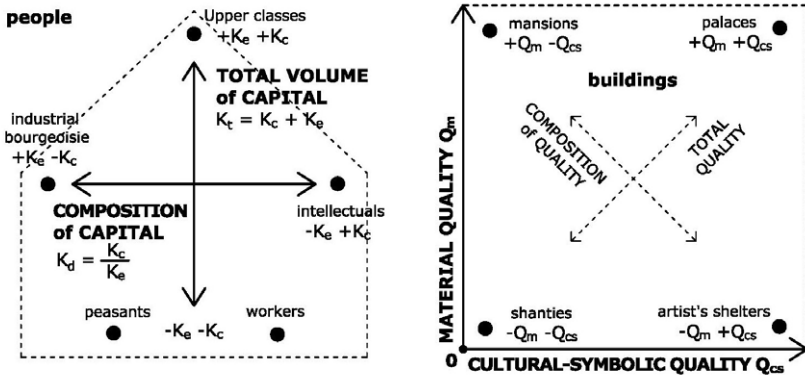 people
Upper classes
+Ke +Kc
TOTAL VOLUME
of CAPITAL
Kt = Kc + Ke
industrial
bourgeoisie
+Ke -Kc
COMPOSITION
of CAPITAL
Kd = Kc
Ke
intellectuals
-Ke +Kc
peasants
-Ke -Kc
workers
MATERIAL QUALITY Qm
mansions
+Qm -Qcs
palaces
+Qm +Qcs
buildings
COMPOSITION
of QUALITY
TOTAL
QUALITY
shanties
-Qm -Qcs
artist's shelters
-Qm +Qcs
0
CULTURAL-SYMBOLIC QUALITY Qcs